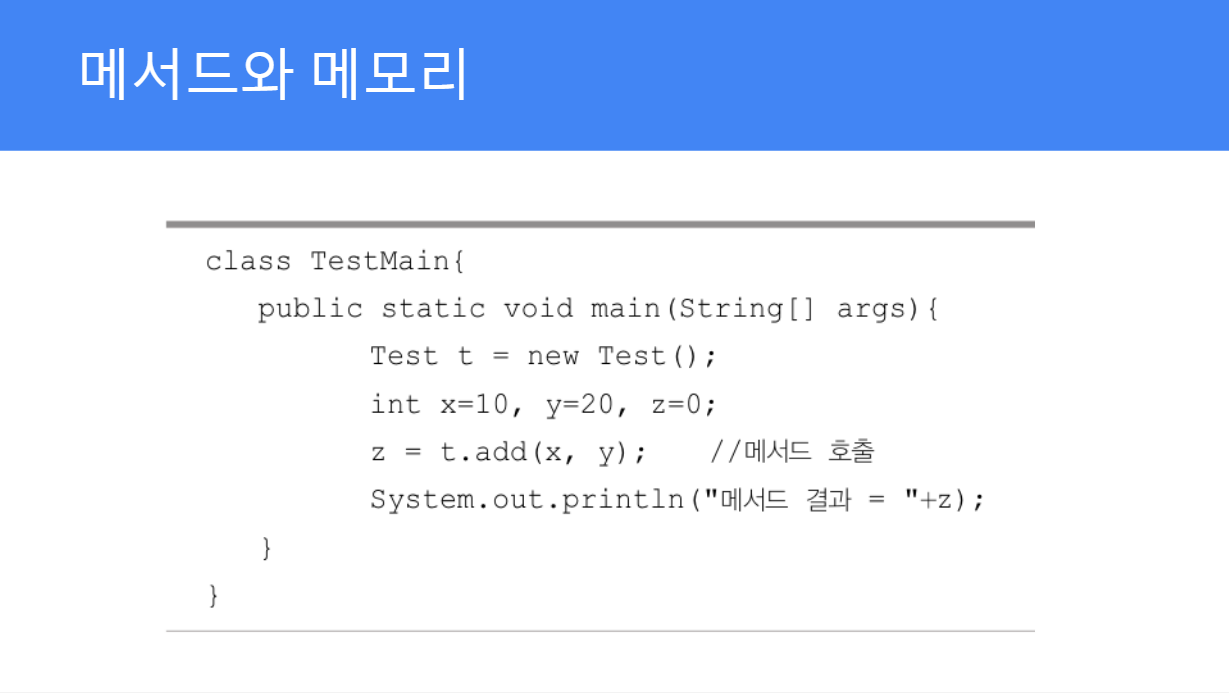 메서드와 메모리
class TestMain{
public static void main(String[] args){
Test t = new Test();
int x=10, y=20, z=0;
z = t.add(x, y); //메서드 호출
System.out.println("메서드 결과 = "+z);
}
}